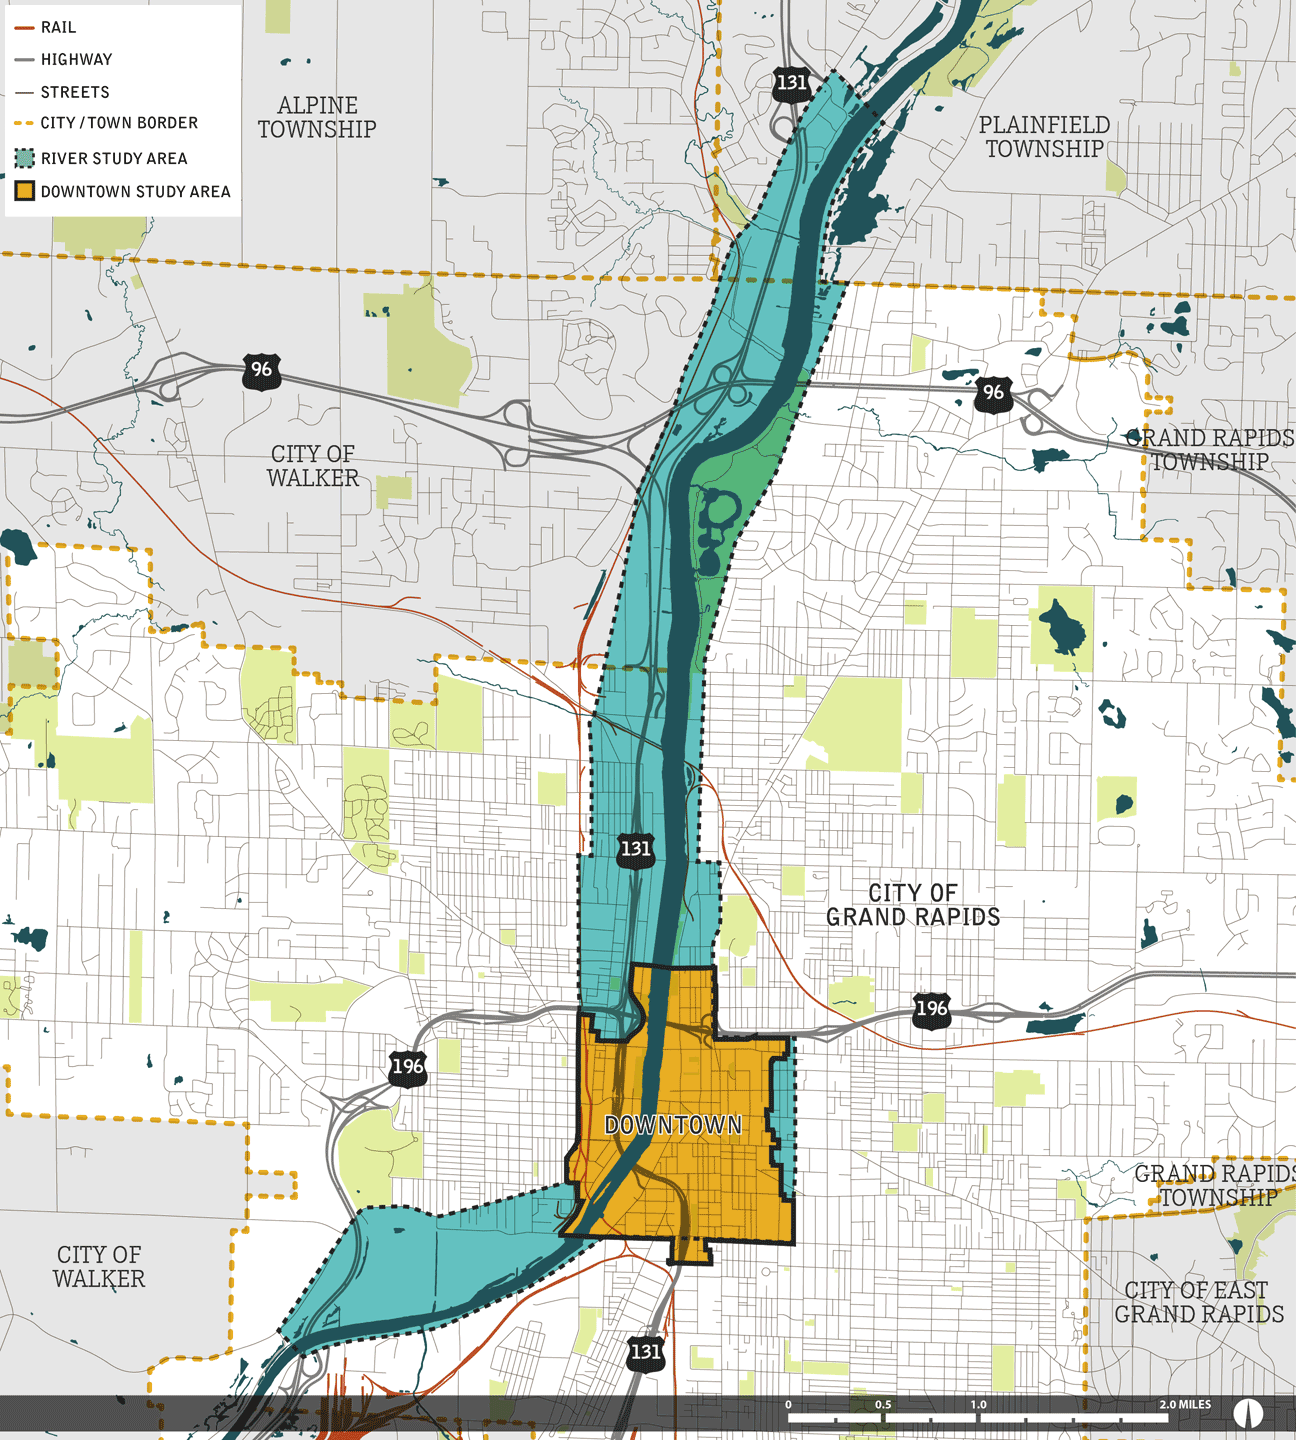 RAIL
HIGHWAY
STREETS
CITY / TOWN BORDER
RIVER STUDY AREA
DOWNTOWN STUDY AREA
131
ALPINE
TOWNSHIP
PLAINFIELD
TOWNSHIP
96
96
CITY OF
WALKER
GRAND RAPIDS
TOWNSHIP
131
CITY OF
GRAND RAPIDS
196
196
DOWNTOWN
GRAND RAPIDS
TOWNSHIP
CITY OF
WALKER
CITY OF EAST
GRAND RAPIDS
131
0 0.5 1.0 2.0 MILES